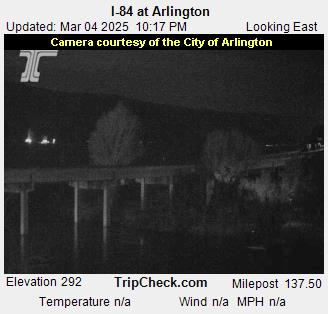 I-84 at Arlington
Updated: Mar 04 2025 10:17 PM Looking East
Camera courtesy of the City of Arlington
Elevation 292 TripCheck.com Milepost 137.50
Temperature n/a Wind n/a MPH n/a